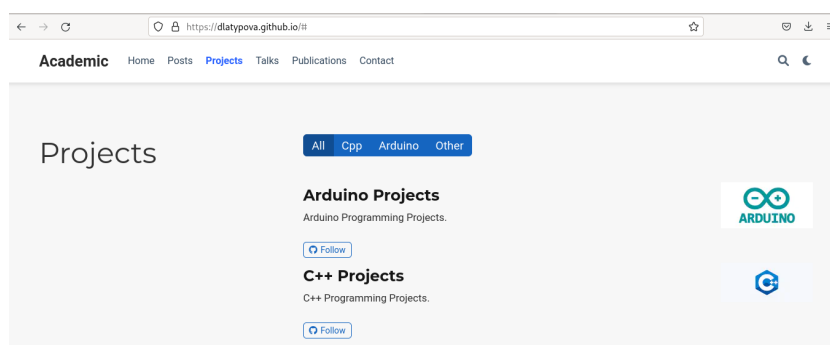 https://dlatypova.github.io/#
Academic Home Posts Projects Talks Publications Contact
Projects
All Cpp Arduino Other
Arduino Projects
Arduino Programming Projects.
ARDUINO
Follow
C++ Projects
C++ Programming Projects.
C++
Follow